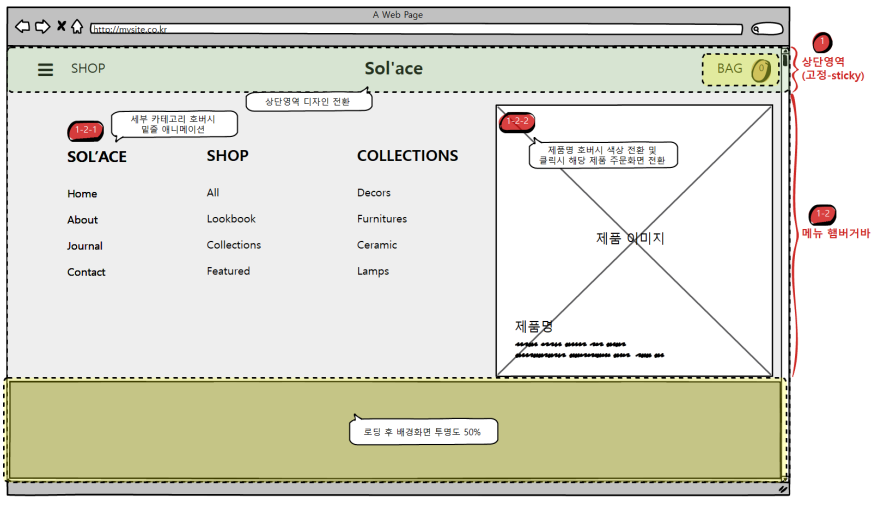 A Web Page
http://mysite.co.kr
1
SHOP
Sol'ace
BAG 0
상단영역
(고정-sticky)
상단영역 디자인 전환
1-2-1
세부 카테고리 호버시
밑줄 애니메이션
1-2-2
제품명 호버시 색상 전환 및
클릭시 해당 제품 주문화면 전환
SOL'ACE
SHOP
COLLECTIONS
Home
All
Decors
About
Lookbook
Furnitures
Journal
Collections
Ceramic
Contact
Featured
Lamps
제품 이미지
제품명
1-2
메뉴 햄버거바
로딩 후 배경화면 투명도 50%